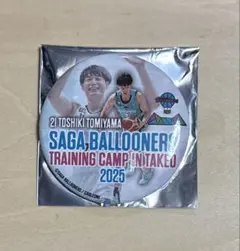 21 TOSHIKI TOMIYAMA
SAGA BALLOONERS
TRAINING CAMP IN TAKEO
2025